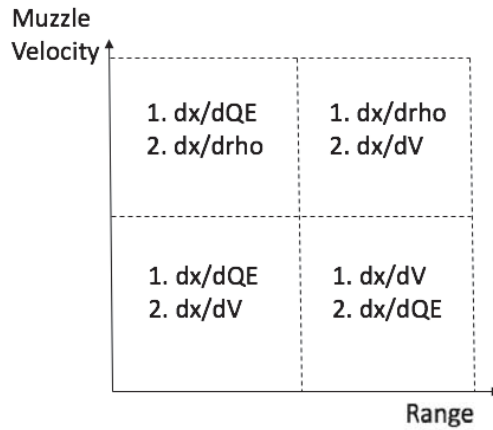 Muzzle
Velocity
1. dx/dQE
2. dx/drho
1. dx/drho
2. dx/dV
1. dx/dQE
2. dx/dV
1. dx/dV
2. dx/dQE
Range